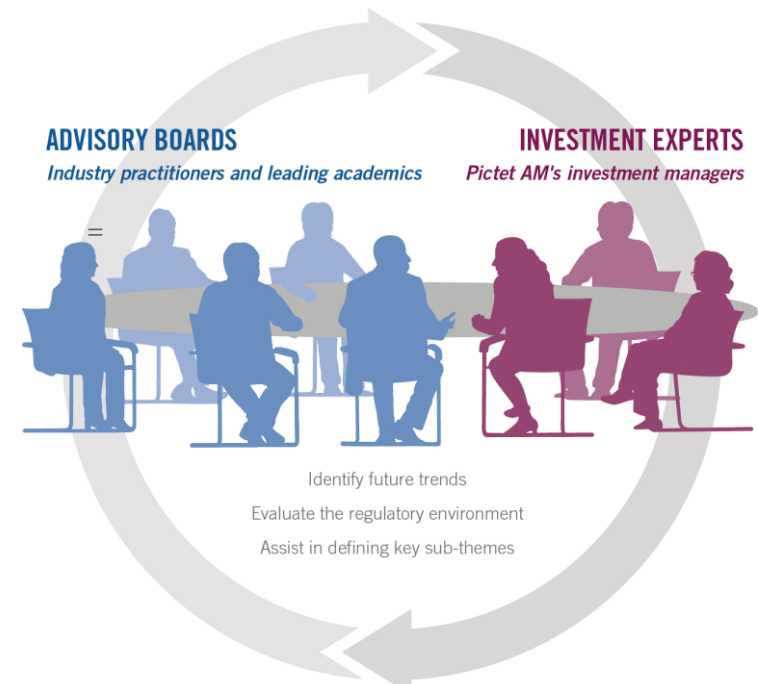 ADVISORY BOARDS
Industry practitioners and leading academics
INVESTMENT EXPERTS
Pictet AM's investment managers
=
Identify future trends
Evaluate the regulatory environment
Assist in defining key sub-themes